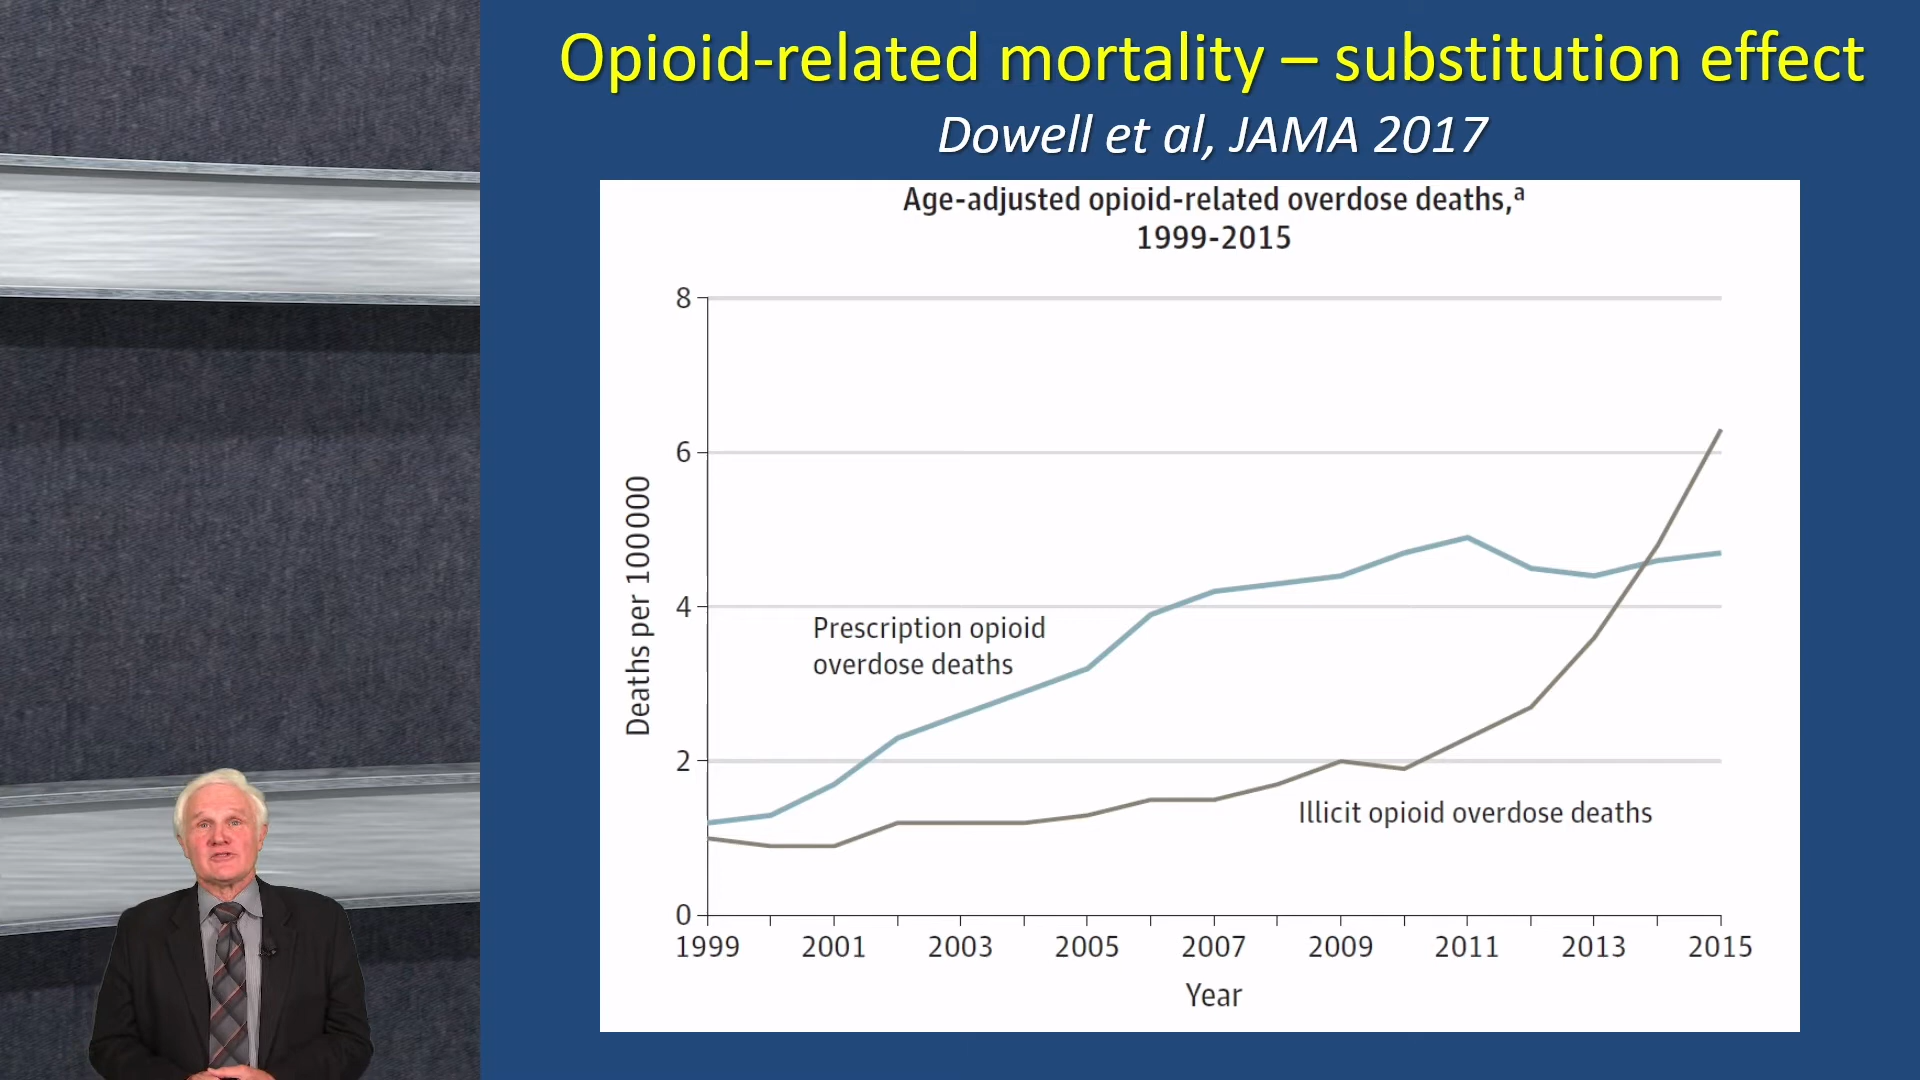 Opioid-related mortality – substitution effect
Dowell et al, JAMA 2017
Age-adjusted opioid-related overdose deaths,ª
1999-2015
8
6
4
2
0
Deaths per 100 000
Prescription opioid
overdose deaths
Illicit opioid overdose deaths
1999 2001 2003 2005 2007 2009 2011 2013 2015
Year